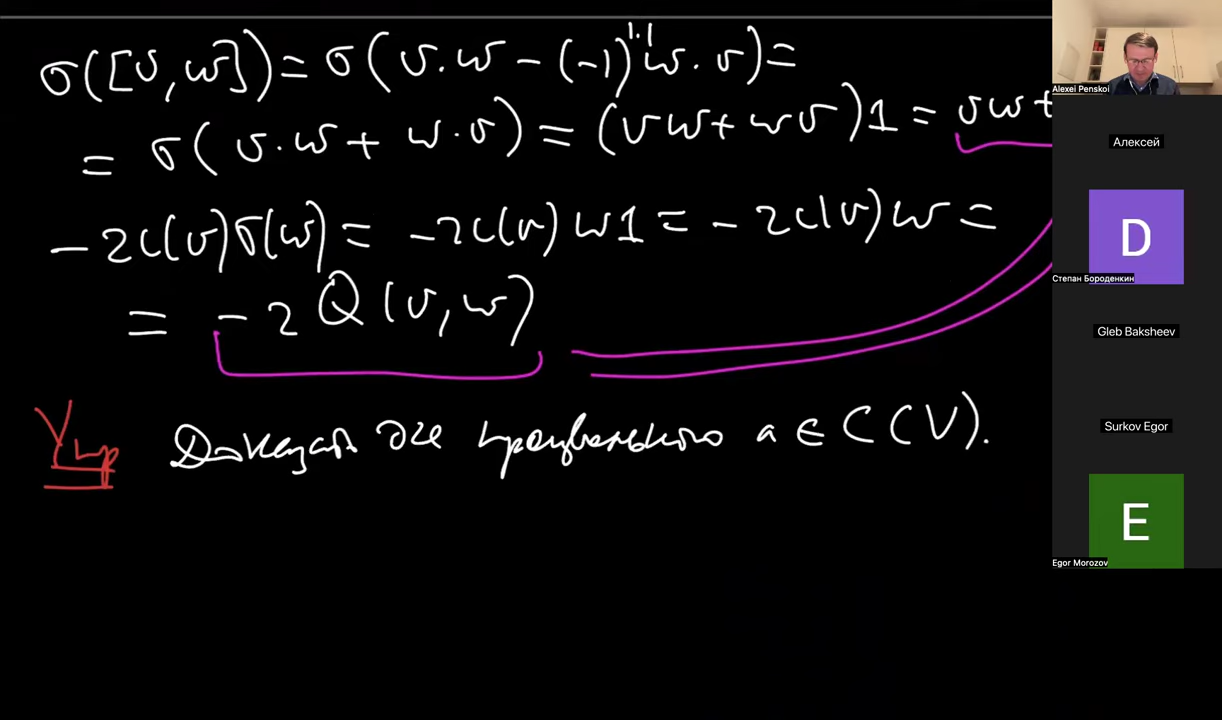 σ([v,w]) = σ(v·w − (−1)^{1·1} w·v) =
= σ(v·w + w·v) = (vw + wv)1 = vw +
−2c(v)σ(w) = −2c(v)w1 = −2c(v)w =
= −2Q(v,w)
Упр Доказать для произвольного a ∈ C(V).
Alexei Penskoi
Алексей
D
Степан Бороденкин
Gleb Baksheev
Surkov Egor
E
Egor Morozov